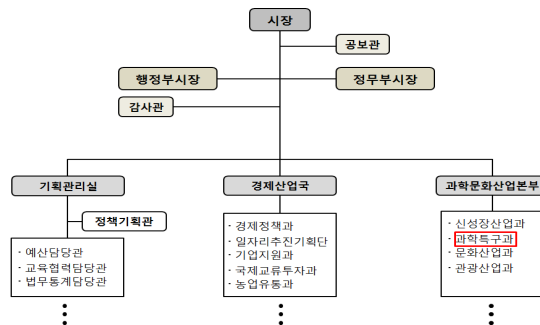 시장
공보관
행정부시장
정무부시장
감사관
기획관리실
경제산업국
과학문화산업본부
정책기획관
- 예산담당관
- 교육협력담당관
- 법무통계담당관
- 경제정책과
- 일자리추진기획단
- 기업지원과
- 국제교류투자과
- 농업유통과
- 신성장산업과
- 과학특구과
- 문화산업과
- 관광산업과